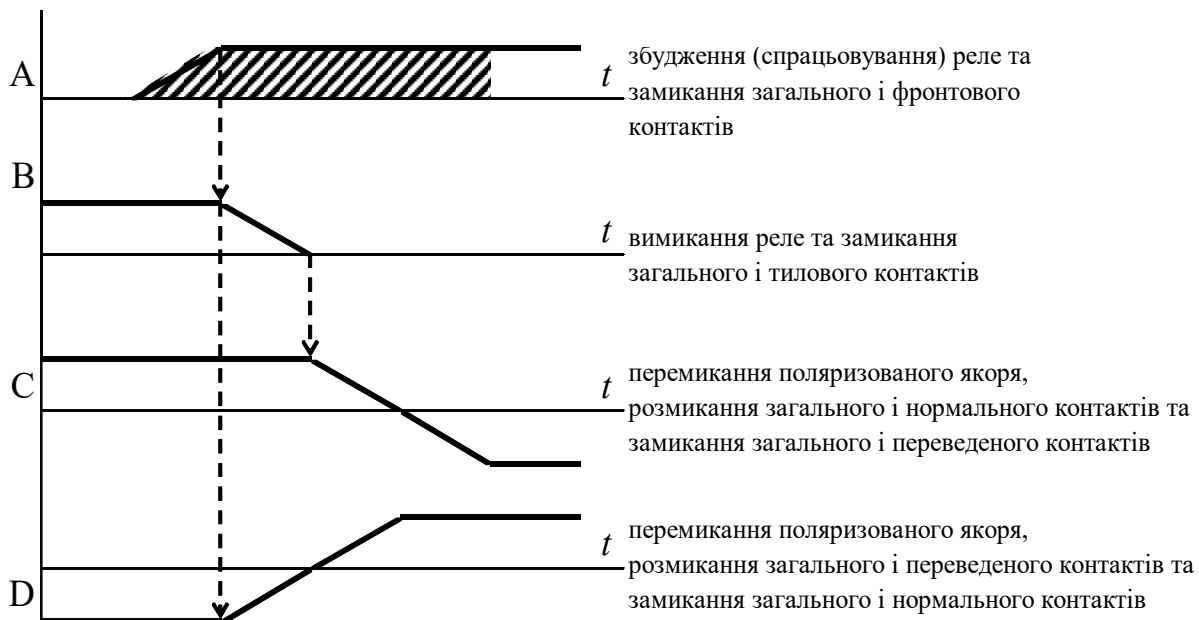 A
t
збудження (спрацьовування) реле та
замикання загального і фронтового
контактів
B
t
вимикання реле та замикання
загального і тилового контактів
C
t
перемикання поляризованого якоря,
розмикання загального і нормального контактів та
замикання загального і переведеного контактів
D
t
перемикання поляризованого якоря,
розмикання загального і переведеного контактів та
замикання загального і нормального контактів